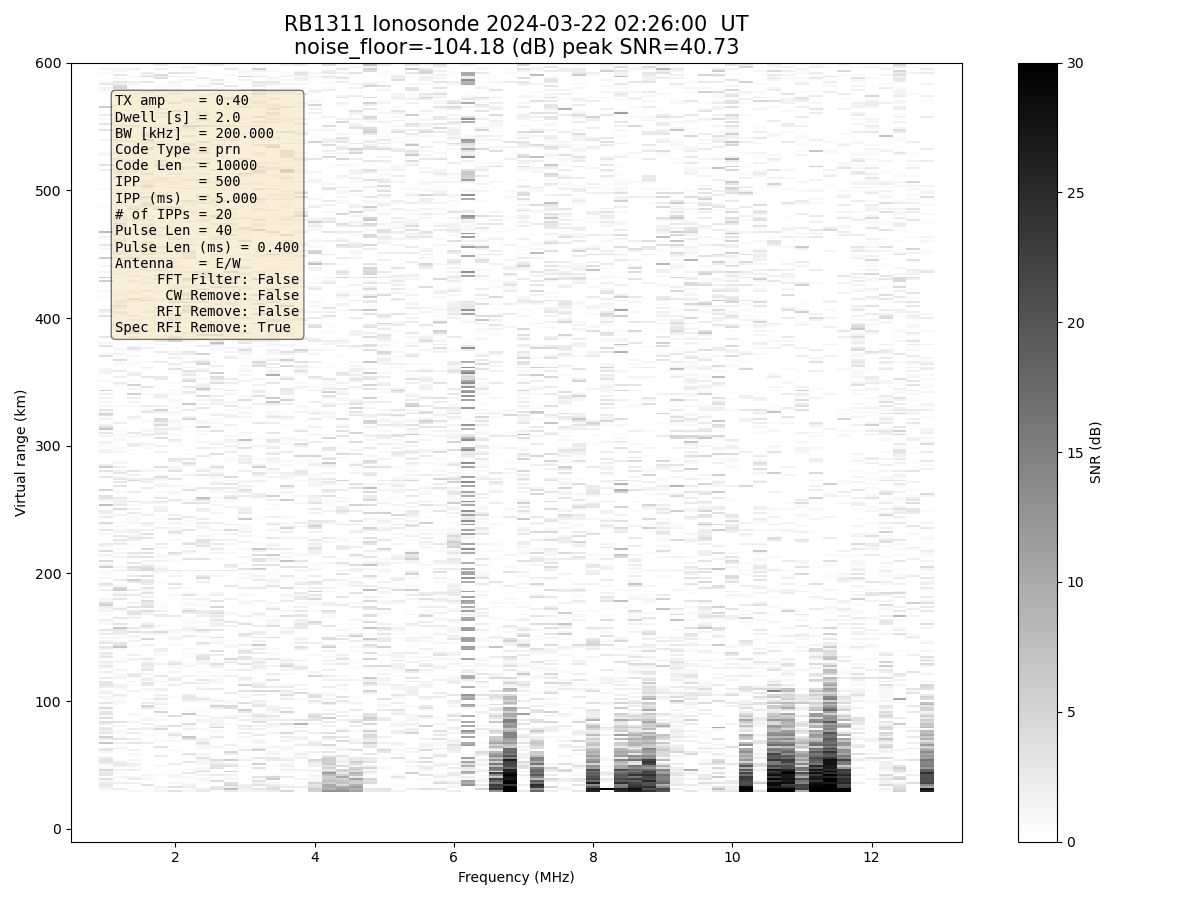 RB1311 Ionosonde 2024-03-22 02:26:00  UT
noise_floor=-104.18 (dB) peak SNR=40.73
TX amp    = 0.40
Dwell [s] = 2.0
BW [kHz]  = 200.000
Code Type = prn
Code Len  = 10000
IPP       = 500
IPP (ms)  = 5.000
# of IPPs = 20
Pulse Len = 40
Pulse Len (ms) = 0.400
Antenna   = E/W
FFT Filter: False
CW Remove: False
RFI Remove: False
Spec RFI Remove: True
600
500
400
300
200
100
0
Virtual range (km)
2 4 6 8 10 12
Frequency (MHz)
30
25
20
15
10
5
0
SNR (dB)